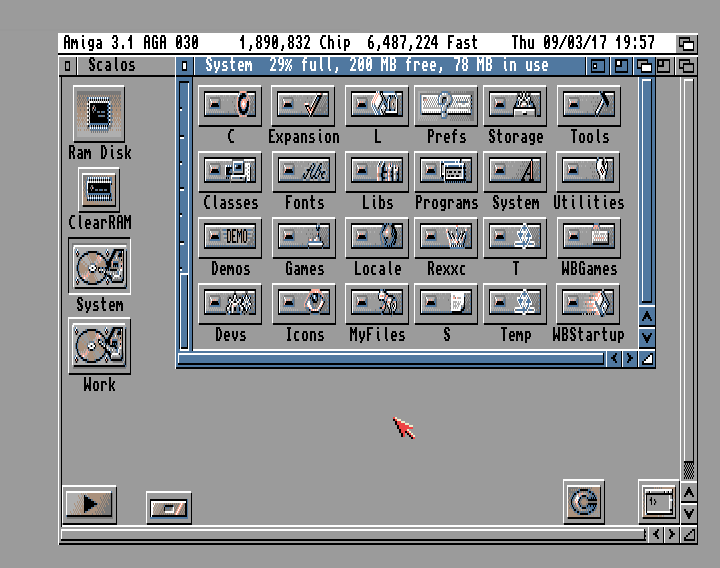 Amiga 3.1 AGA 030 1,890,832 Chip 6,487,224 Fast Thu 09/03/17 19:57
Scalos
System 29% full, 200 MB free, 78 MB in use
Ram Disk
ClearRAM
System
Work
C Expansion L Prefs Storage Tools
Classes Fonts Libs Programs System Utilities
DEMO
Demos Games Locale Rexxc T WBGames
Devs Icons MyFiles S Temp WBStartup
1>